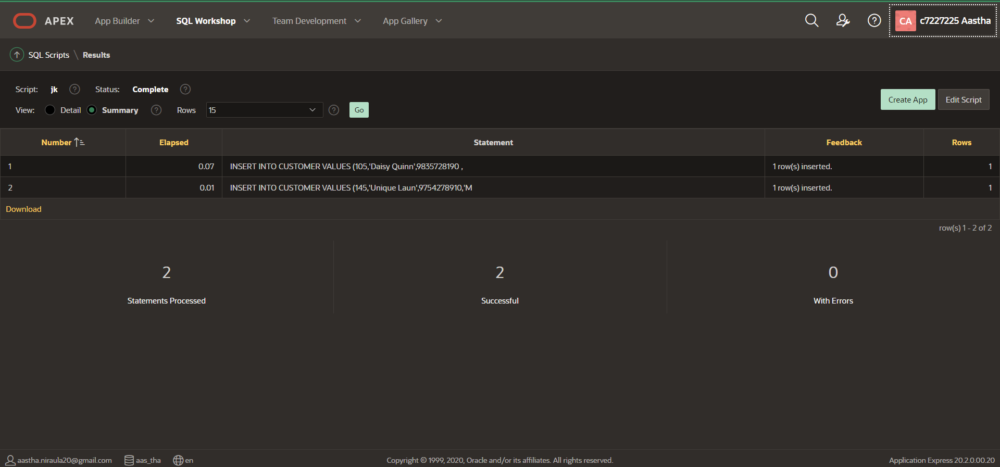 APEX App Builder SQL Workshop Team Development App Gallery CA c7227225 Aastha
SQL Scripts \ Results
Script: jk ? Status: Complete ?
View: Detail Summary ? Rows 15 ? Go Create App Edit Script
Number Elapsed Statement Feedback Rows
1 0.07 INSERT INTO CUSTOMER VALUES (105,'Daisy Quinn',9835728190 , 1 row(s) inserted. 1
2 0.01 INSERT INTO CUSTOMER VALUES (145,'Unique Laun',9754278910,'M 1 row(s) inserted. 1
Download
row(s) 1 - 2 of 2
2 2 0
Statements Processed Successful With Errors
aastha.niraula20@gmail.com aas_tha en Copyright © 1999, 2020, Oracle and/or its affiliates. All rights reserved. Application Express 20.2.0.00.20